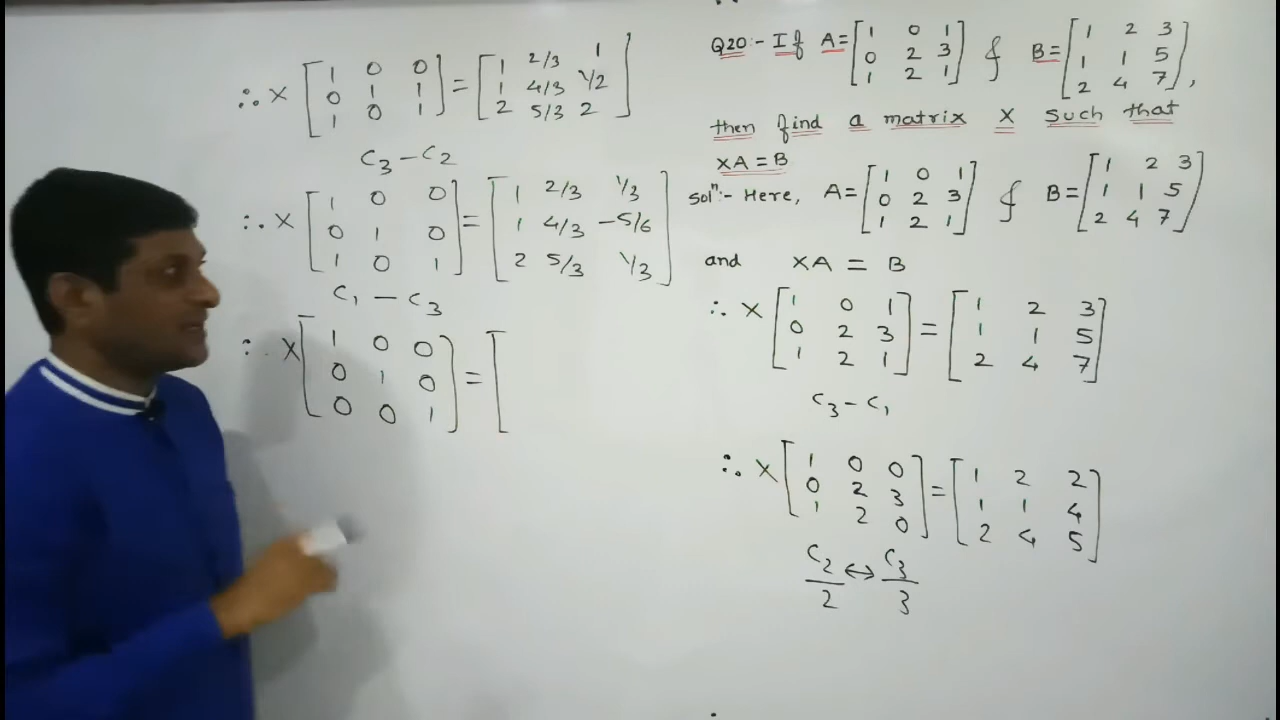 Q20:- If A = [1 0 1 & B = [1 2 3
0 2 3 1 1 5
1 2 1] 2 4 7],
then find a matrix X such that
XA = B
Solⁿ:- Here, A = [1 0 1 & B = [1 2 3
0 2 3 1 1 5
1 2 1] 2 4 7]
and XA = B
∴ X [1 0 1 = [1 2 3
0 2 3 1 1 5
1 2 1] 2 4 7]
C₃ – C₁
∴ X [1 0 0 = [1 2 2
0 2 3 1 1 4
1 2 0] 2 4 5]
C₂/2 ↔ C₃/3
∴ X [1 0 0 = [1 2/3 1
0 1 1 1 4/3 1/2
1 0 1] 2 5/3 2]
C₃ – C₂
∴ X [1 0 0 = [1 2/3 1/3
0 1 0 1 4/3 –5/6
1 0 1] 2 5/3 1/3]
C₁ – C₃
∴ X [1 0 0 = [
0 1 0
0 0 1]